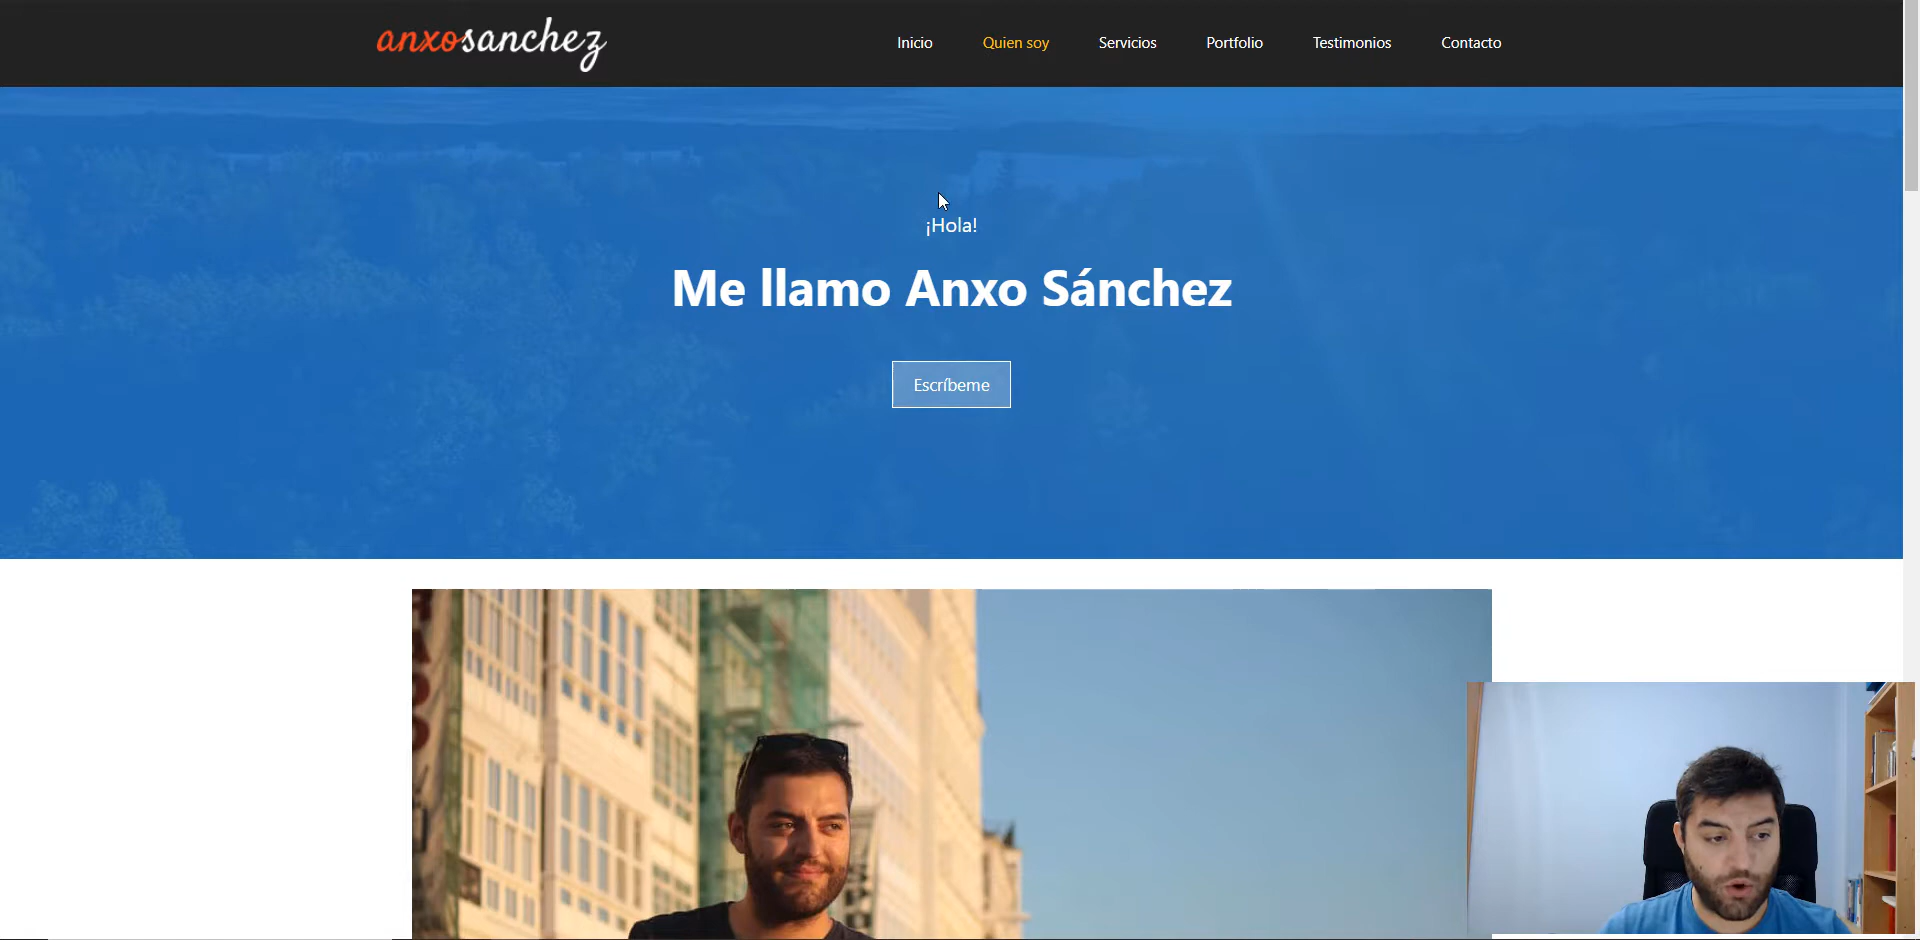 anxosanchez
Inicio
Quien soy
Servicios
Portfolio
Testimonios
Contacto
¡Hola!
Me llamo Anxo Sánchez
Escríbeme